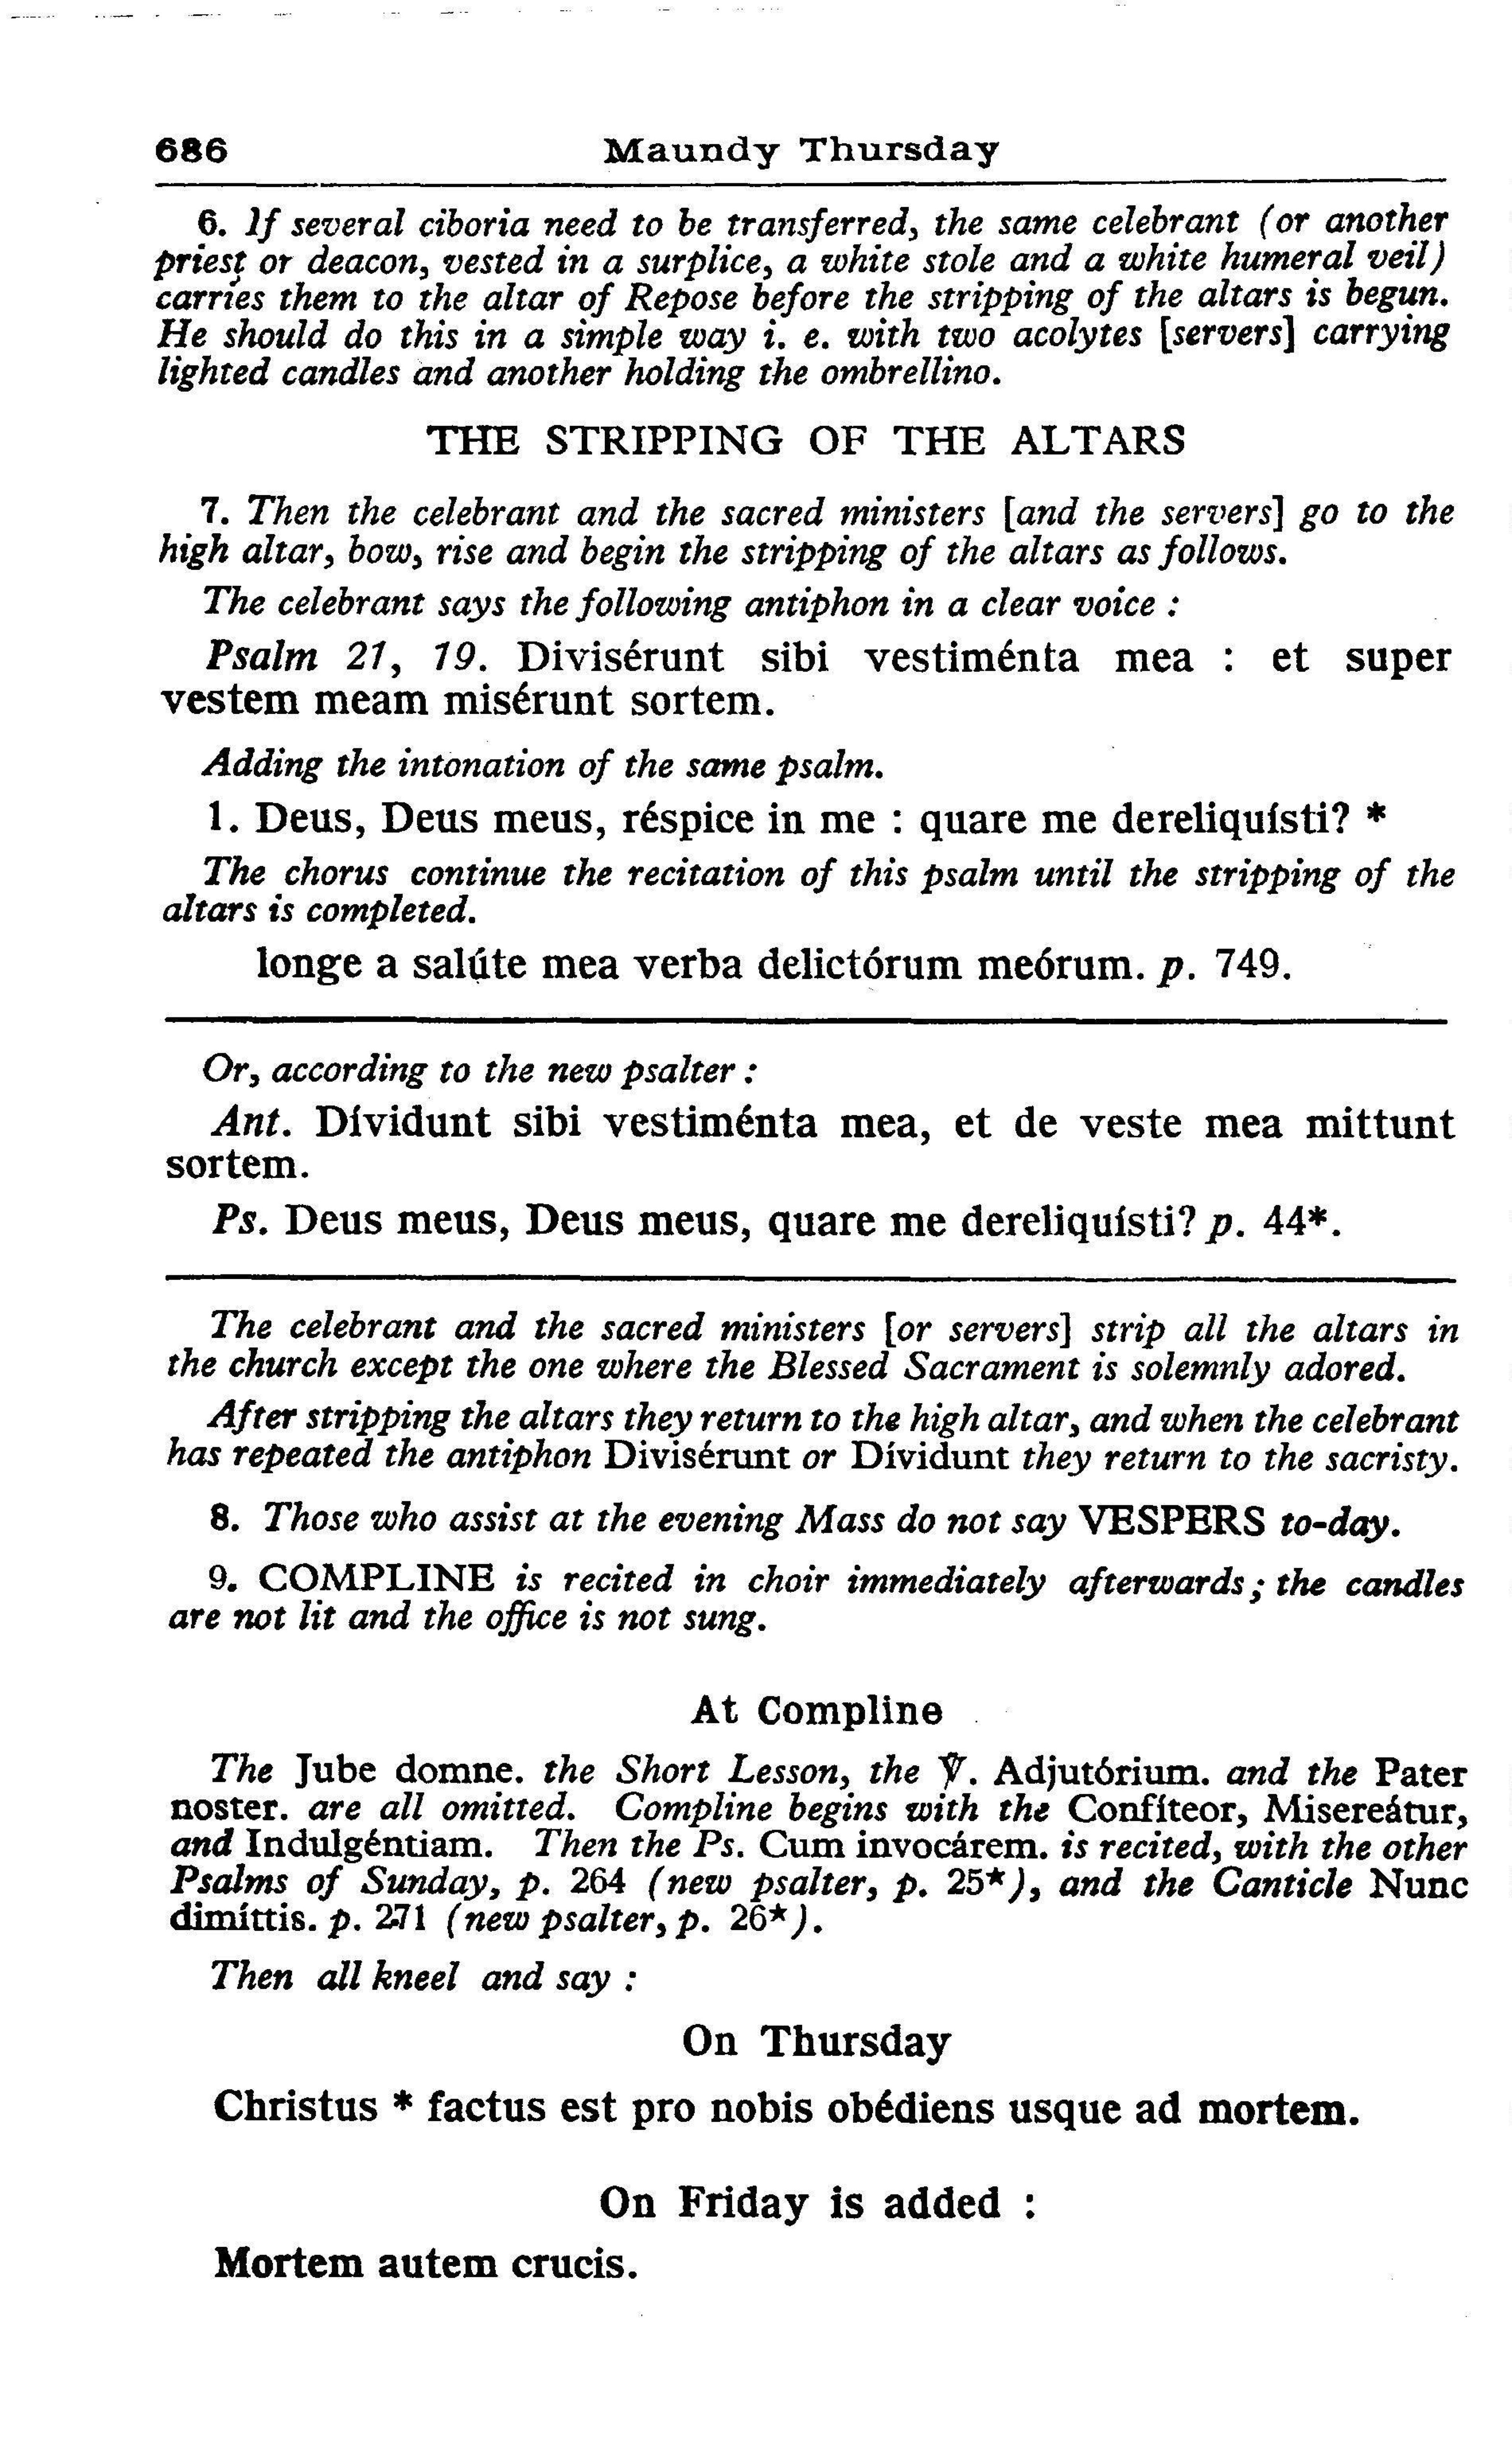 686 Maundy Thursday
6. If several ciboria need to be transferred, the same celebrant (or another
priest or deacon, vested in a surplice, a white stole and a white humeral veil)
carries them to the altar of Repose before the stripping of the altars is begun.
He should do this in a simple way i. e. with two acolytes [servers] carrying
lighted candles and another holding the ombrellino.
THE STRIPPING OF THE ALTARS
7. Then the celebrant and the sacred ministers [and the servers] go to the
high altar, bow, rise and begin the stripping of the altars as follows.
The celebrant says the following antiphon in a clear voice :
Psalm 21, 19. Divisérunt sibi vestiménta mea : et super
vestem meam misérunt sortem.
Adding the intonation of the same psalm.
1. Deus, Deus meus, réspice in me : quare me dereliquísti? *
The chorus continue the recitation of this psalm until the stripping of the
altars is completed.
longe a salúte mea verba delictórum meórum. p. 749.
Or, according to the new psalter :
Ant. Dívidunt sibi vestiménta mea, et de veste mea mittunt
sortem.
Ps. Deus meus, Deus meus, quare me dereliquísti? p. 44*.
The celebrant and the sacred ministers [or servers] strip all the altars in
the church except the one where the Blessed Sacrament is solemnly adored.
After stripping the altars they return to the high altar, and when the celebrant
has repeated the antiphon Divisérunt or Dívidunt they return to the sacristy.
8. Those who assist at the evening Mass do not say VESPERS to-day.
9. COMPLINE is recited in choir immediately afterwards; the candles
are not lit and the office is not sung.
At Compline
The Jube domne. the Short Lesson, the ℣. Adjutórium. and the Pater
noster. are all omitted. Compline begins with the Confíteor, Misereátur,
and Indulgéntiam. Then the Ps. Cum invocárem. is recited, with the other
Psalms of Sunday, p. 264 (new psalter, p. 25*), and the Canticle Nunc
dimíttis. p. 271 (new psalter, p. 26*).
Then all kneel and say :
On Thursday
Christus * factus est pro nobis obédiens usque ad mortem.
On Friday is added :
Mortem autem crucis.